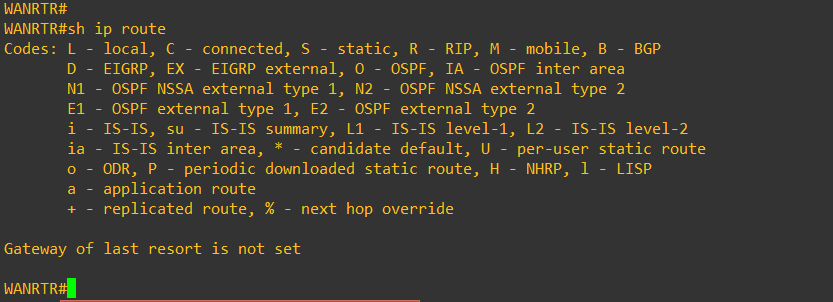 WANRTR#
WANRTR#sh ip route
Codes: L - local, C - connected, S - static, R - RIP, M - mobile, B - BGP
D - EIGRP, EX - EIGRP external, O - OSPF, IA - OSPF inter area
N1 - OSPF NSSA external type 1, N2 - OSPF NSSA external type 2
E1 - OSPF external type 1, E2 - OSPF external type 2
i - IS-IS, su - IS-IS summary, L1 - IS-IS level-1, L2 - IS-IS level-2
ia - IS-IS inter area, * - candidate default, U - per-user static route
o - ODR, P - periodic downloaded static route, H - NHRP, l - LISP
a - application route
+ - replicated route, % - next hop override
Gateway of last resort is not set
WANRTR#